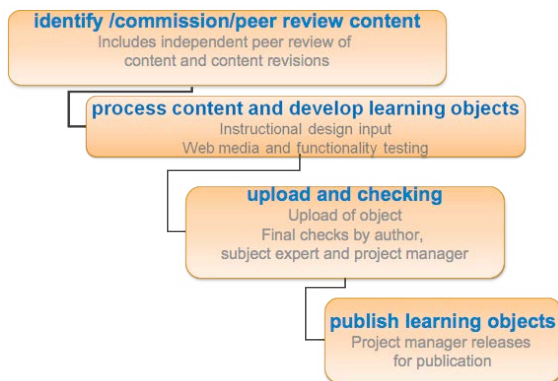 identify /commission/peer review content
Includes independent peer review of
content and content revisions
process content and develop learning objects
Instructional design input
Web media and functionality testing
upload and checking
Upload of object
Final checks by author,
subject expert and project manager
publish learning objects
Project manager releases
for publication